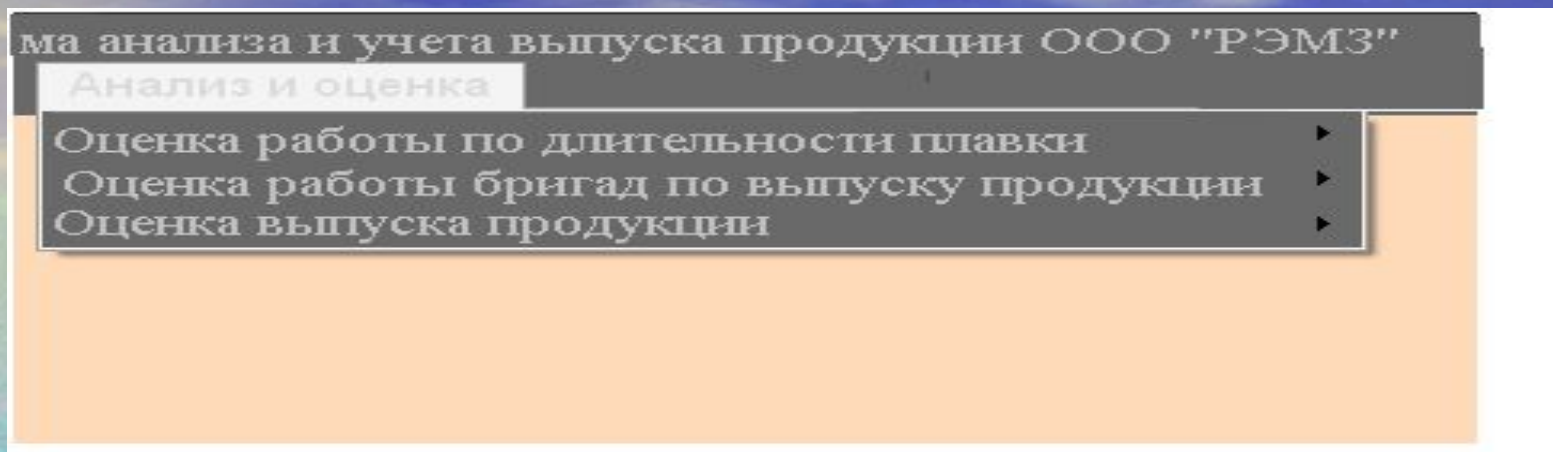 ма анализа и учета выпуска продукции ООО "РЭМЗ"
Анализ и оценка
Оценка работы по длительности плавки
Оценка работы бригад по выпуску продукции
Оценка выпуска продукции